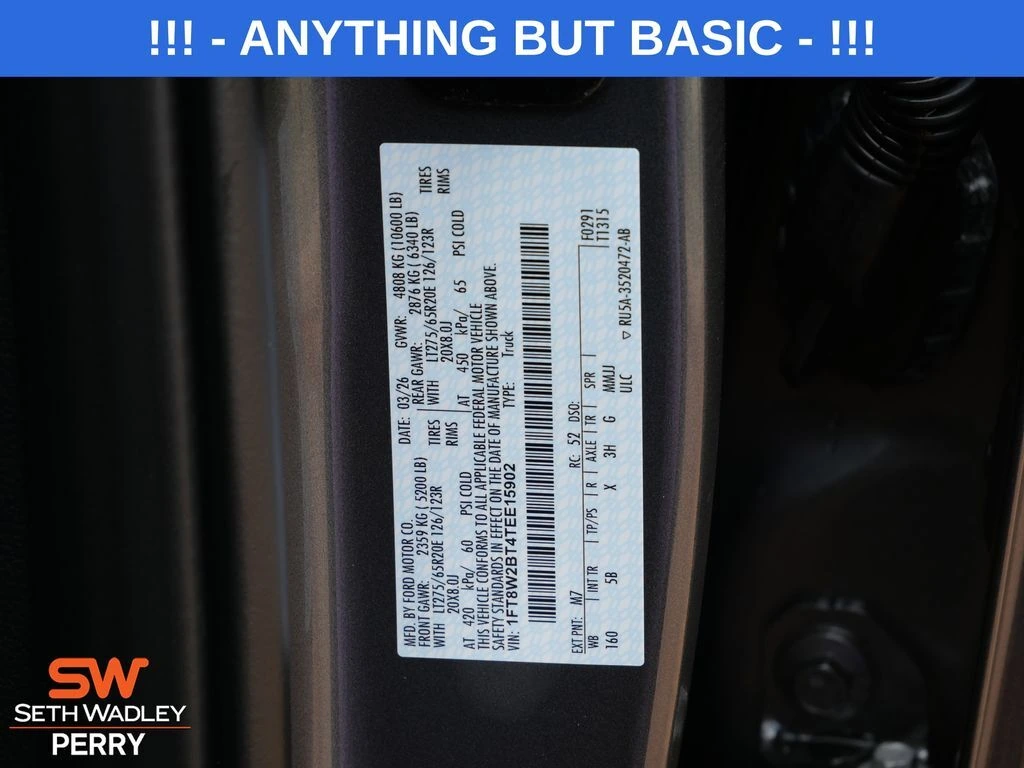 !!! - ANYTHING BUT BASIC - !!!
MFD. BY FORD MOTOR CO.
DATE: 03/26 GVWR: 4808 KG (10600 LB)
FRONT GAWR: 2359 KG ( 5200 LB)
REAR GAWR: 2876 KG ( 6340 LB)
WITH LT275/65R20E 126/123R TIRES
WITH LT275/65R20E 126/123R TIRES
20X8.0J RIMS
20X8.0J RIMS
AT 420 kPa/ 60 PSI COLD
AT 450 kPa/ 65 PSI COLD
THIS VEHICLE CONFORMS TO ALL APPLICABLE FEDERAL MOTOR VEHICLE
SAFETY STANDARDS IN EFFECT ON THE DATE OF MANUFACTURE SHOWN ABOVE.
VIN: 1FT8W2BT4TEE15902
TYPE: Truck
EXT PNT: M7 RC: 52 DSO:
F0291
WB INT TR TP/PS R AXLE TR SPR
T1315
160 5B X 3H G MMJJ
ULC
▽ RU5A-3520472-AB
SW
SETH WADLEY
PERRY